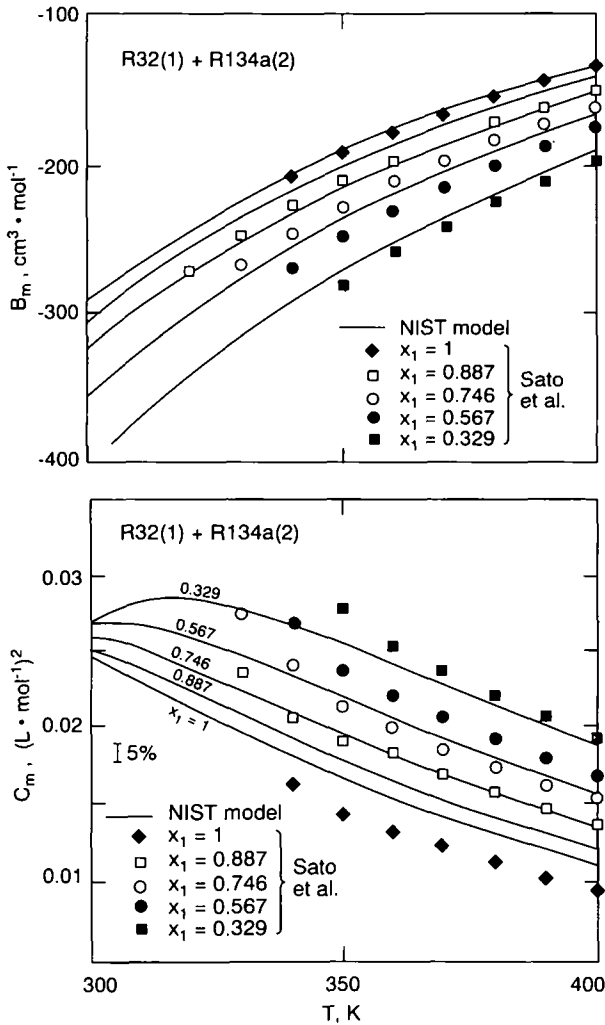 -100
R32(1) + R134a(2)
-200
B_m , cm³ • mol⁻¹
-300
NIST model
x₁ = 1
x₁ = 0.887
x₁ = 0.746
x₁ = 0.567
x₁ = 0.329
Sato
et al.
-400
R32(1) + R134a(2)
0.03
0.329
0.567
0.746
0.887
x₁ = 1
0.02
5%
C_m , (L • mol⁻¹)²
NIST model
x₁ = 1
x₁ = 0.887
x₁ = 0.746
x₁ = 0.567
x₁ = 0.329
Sato
et al.
0.01
300 350 400
T, K